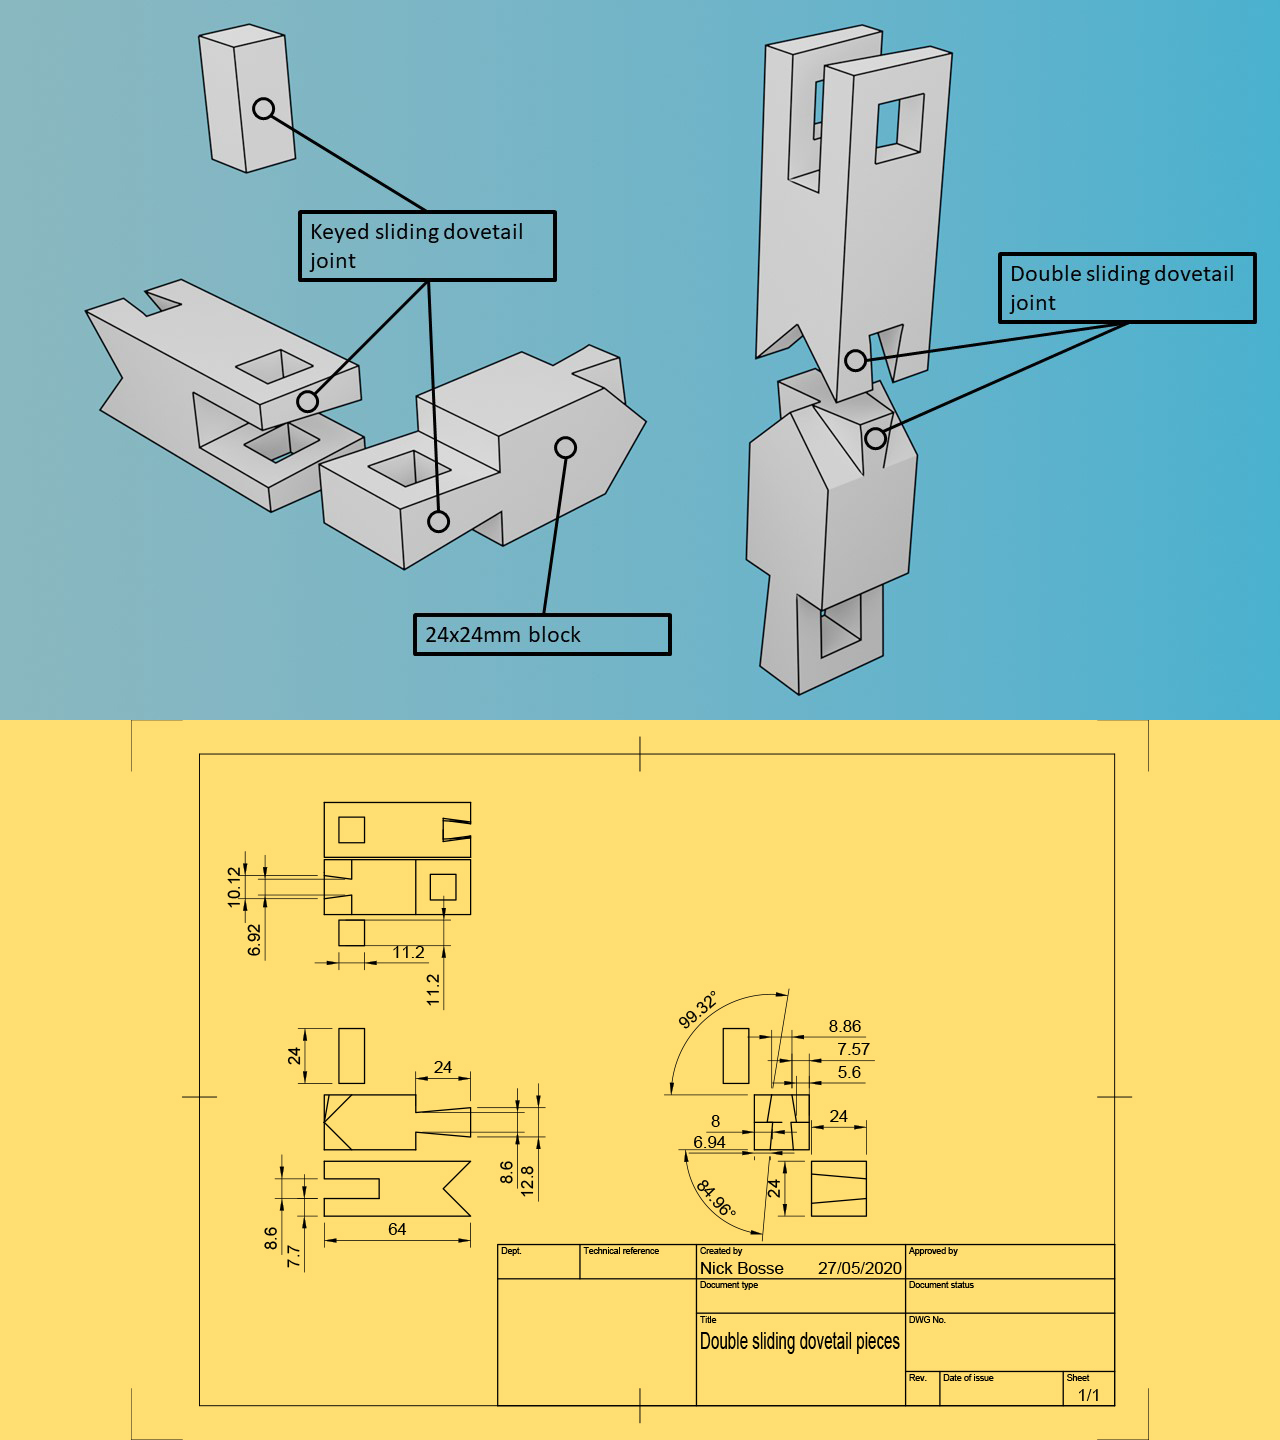 Keyed sliding dovetail
joint
Double sliding dovetail
joint
24x24mm block
10.12
6.92
11.2
11.2
24
24
8.6
12.8
8.6
7.7
64
99.32°
8.86
7.57
5.6
8
6.94
24
84.96°
24
Dept.
Technical reference
Created by
Approved by
Nick Bosse 27/05/2020
Document type
Document status
Title
DWG No.
Double sliding dovetail pieces
Rev.
Date of issue
Sheet
1/1